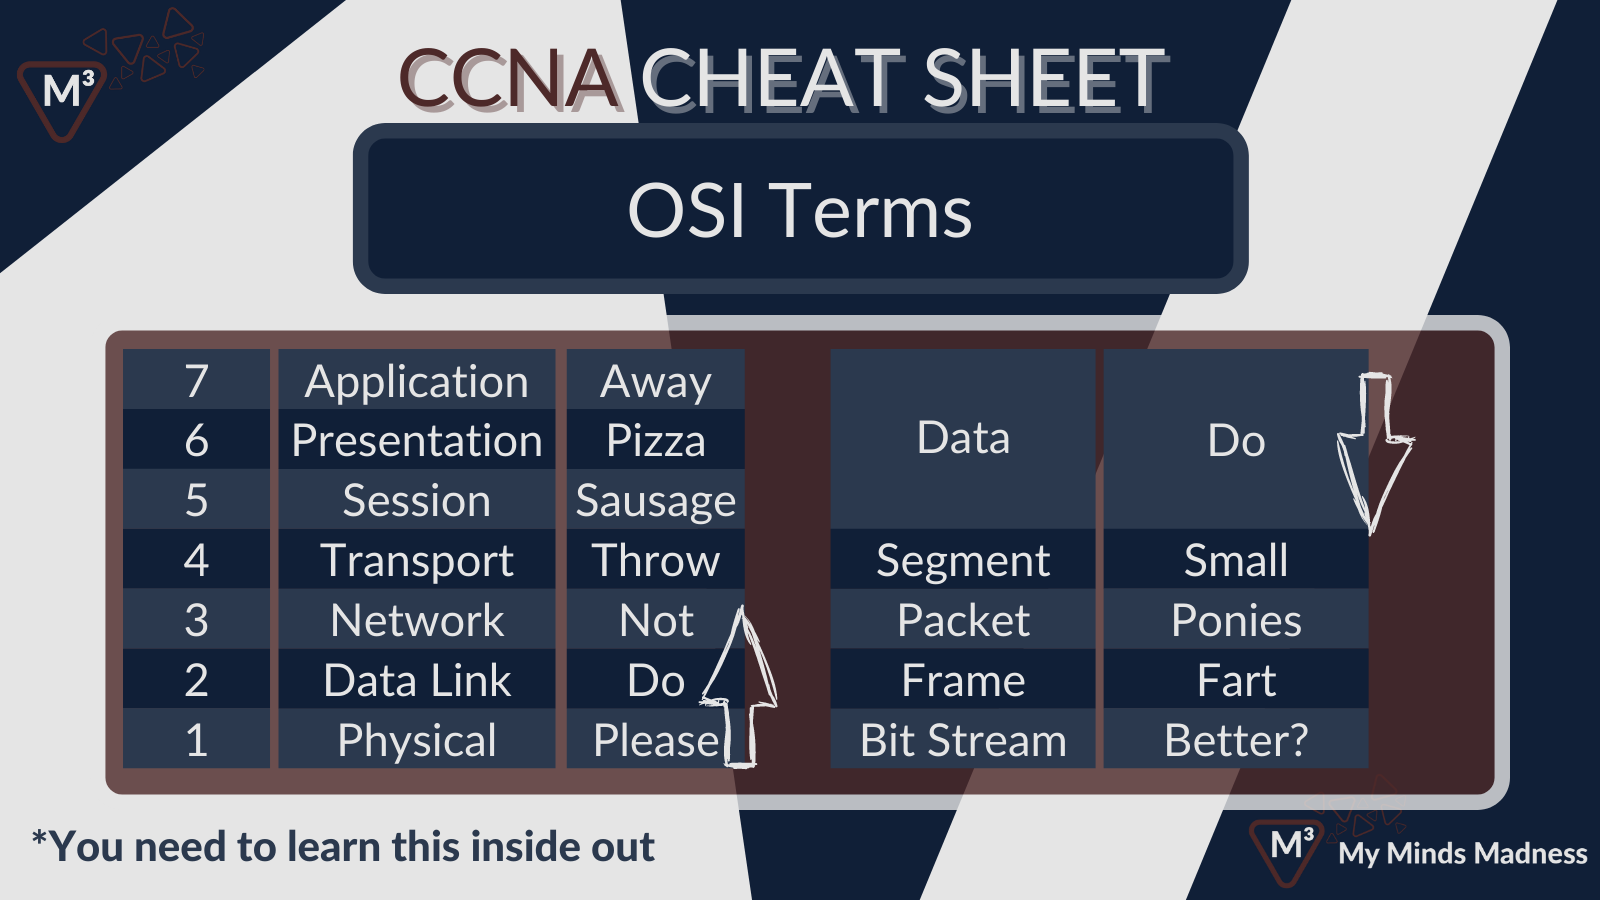 M³
CCNA CHEAT SHEET
OSI Terms
7 Application Away Data Do
6 Presentation Pizza
5 Session Sausage
4 Transport Throw Segment Small
3 Network Not Packet Ponies
2 Data Link Do Frame Fart
1 Physical Please Bit Stream Better?
*You need to learn this inside out
M³ My Minds Madness